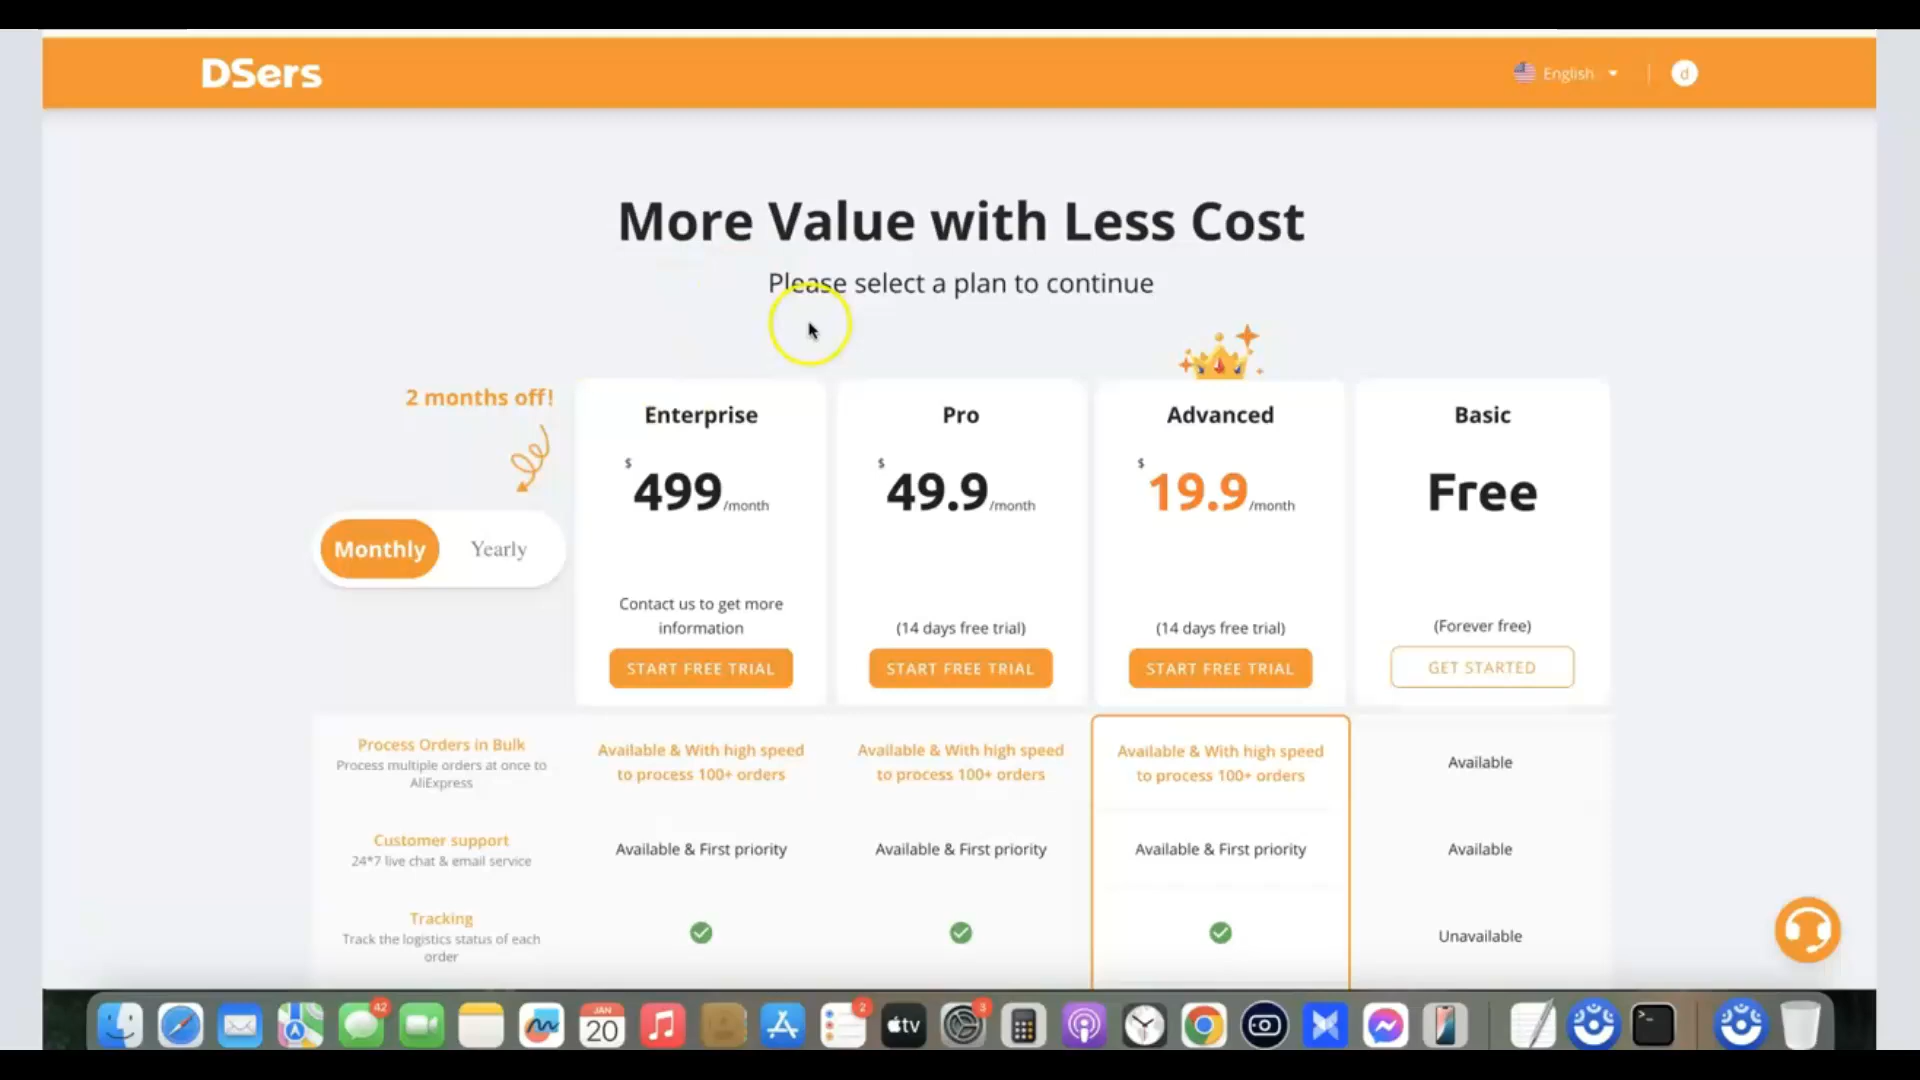 DSers
English
d
More Value with Less Cost
Please select a plan to continue
2 months off!
Monthly
Yearly
Enterprise
$ 499 /month
Contact us to get more
information
START FREE TRIAL
Pro
$ 49.9 /month
(14 days free trial)
START FREE TRIAL
Advanced
$ 19.9 /month
(14 days free trial)
START FREE TRIAL
Basic
Free
(Forever free)
GET STARTED
Process Orders in Bulk
Process multiple orders at once to
AliExpress
Available & With high speed
to process 100+ orders
Available & With high speed
to process 100+ orders
Available & With high speed
to process 100+ orders
Available
Customer support
24*7 live chat & email service
Available & First priority
Available & First priority
Available & First priority
Available
Tracking
Track the logistics status of each
order
Unavailable
42
JAN
20
2
tv
3
>_